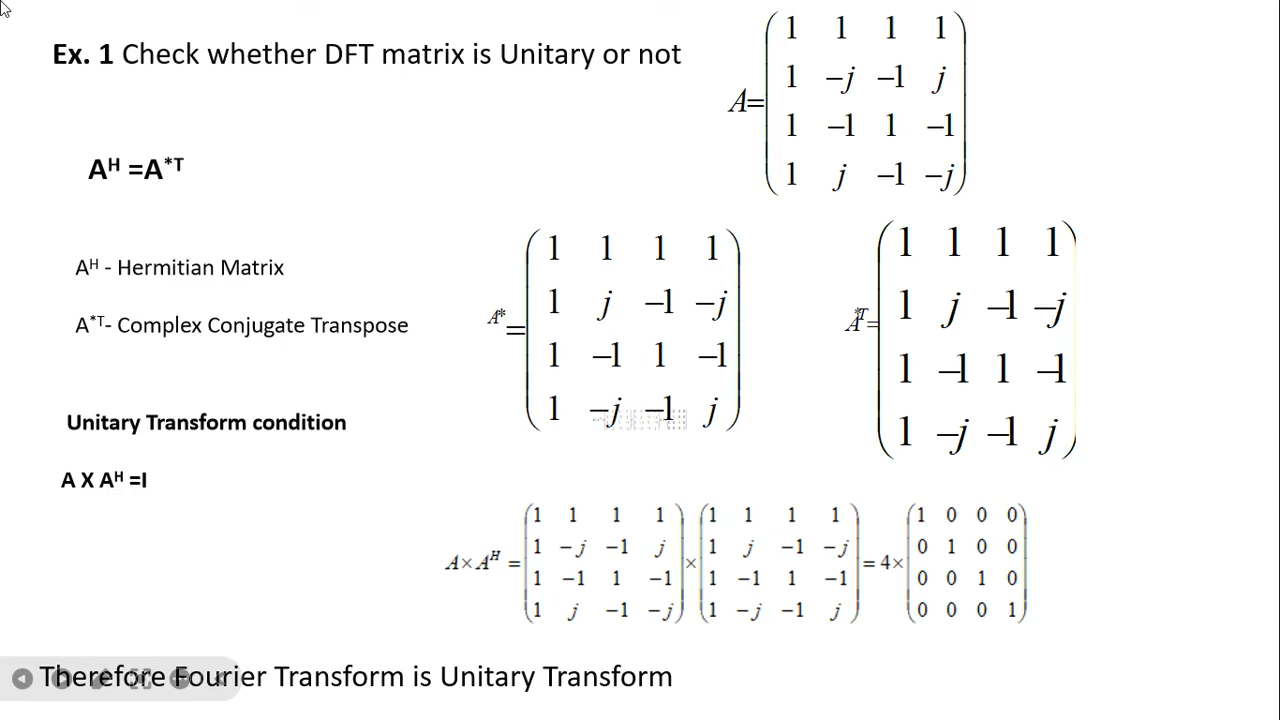 Ex. 1 Check whether DFT matrix is Unitary or not
A=
1 1 1 1
1 −j −1 j
1 −1 1 −1
1 j −1 −j
Aᴴ =A*ᵀ
Aᴴ - Hermitian Matrix
A*ᵀ- Complex Conjugate Transpose
A* =
1 1 1 1
1 j −1 −j
1 −1 1 −1
1 −j −1 j
A*ᵀ =
1 1 1 1
1 j −1 −j
1 −1 1 −1
1 −j −1 j
Unitary Transform condition
A X Aᴴ =I
A × Aᴴ = × = 4 ×
1 1 1 1 1 1 1 1 1 0 0 0
1 −j −1 j 1 j −1 −j 0 1 0 0
1 −1 1 −1 1 −1 1 −1 0 0 1 0
1 j −1 −j 1 −j −1 j 0 0 0 1
Therefore Fourier Transform is Unitary Transform